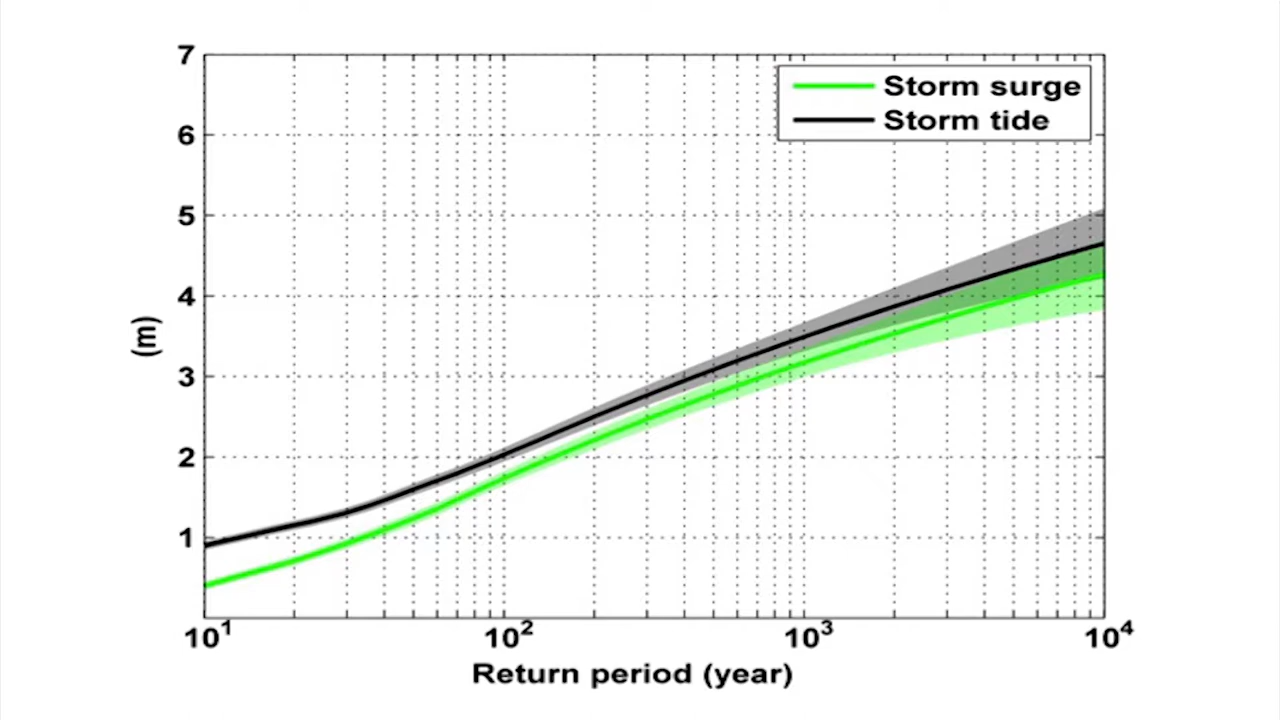 7
Storm surge
Storm tide
6
5
4
(m)
3
2
1
10¹ 10² 10³ 10⁴
Return period (year)